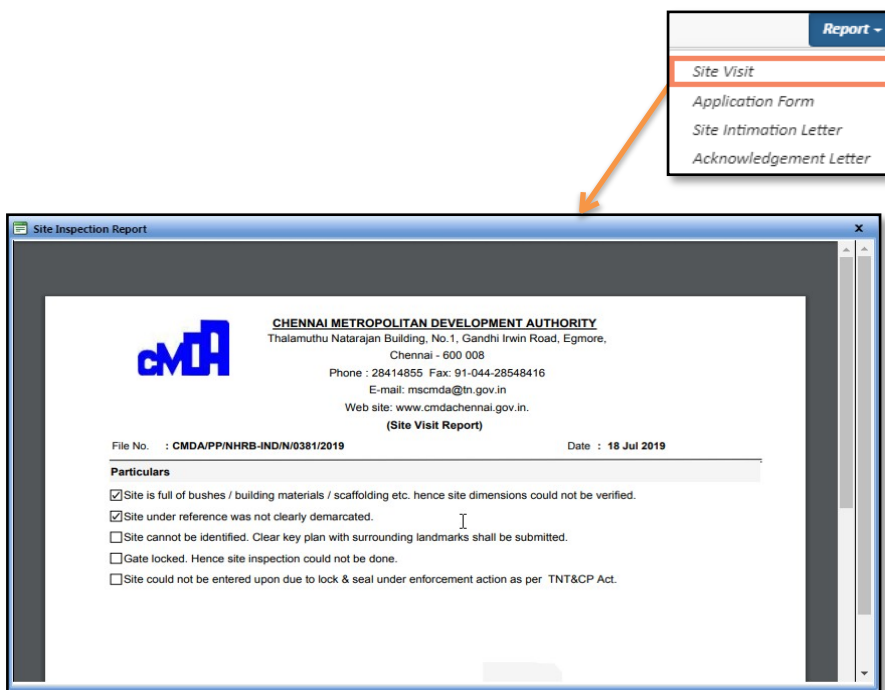 Report
Site Visit
Application Form
Site Intimation Letter
Acknowledgement Letter
Site Inspection Report
x
CMDA
CHENNAI METROPOLITAN DEVELOPMENT AUTHORITY
Thalamuthu Natarajan Building, No.1, Gandhi Irwin Road, Egmore,
Chennai - 600 008
Phone : 28414855 Fax: 91-044-28548416
E-mail: mscmda@tn.gov.in
Web site: www.cmdachennai.gov.in.
(Site Visit Report)
File No. : CMDA/PP/NHRB-IND/N/0381/2019 Date : 18 Jul 2019
Particulars
Site is full of bushes / building materials / scaffolding etc. hence site dimensions could not be verified.
Site under reference was not clearly demarcated.
Site cannot be identified. Clear key plan with surrounding landmarks shall be submitted.
Gate locked. Hence site inspection could not be done.
Site could not be entered upon due to lock & seal under enforcement action as per TNT&CP Act.